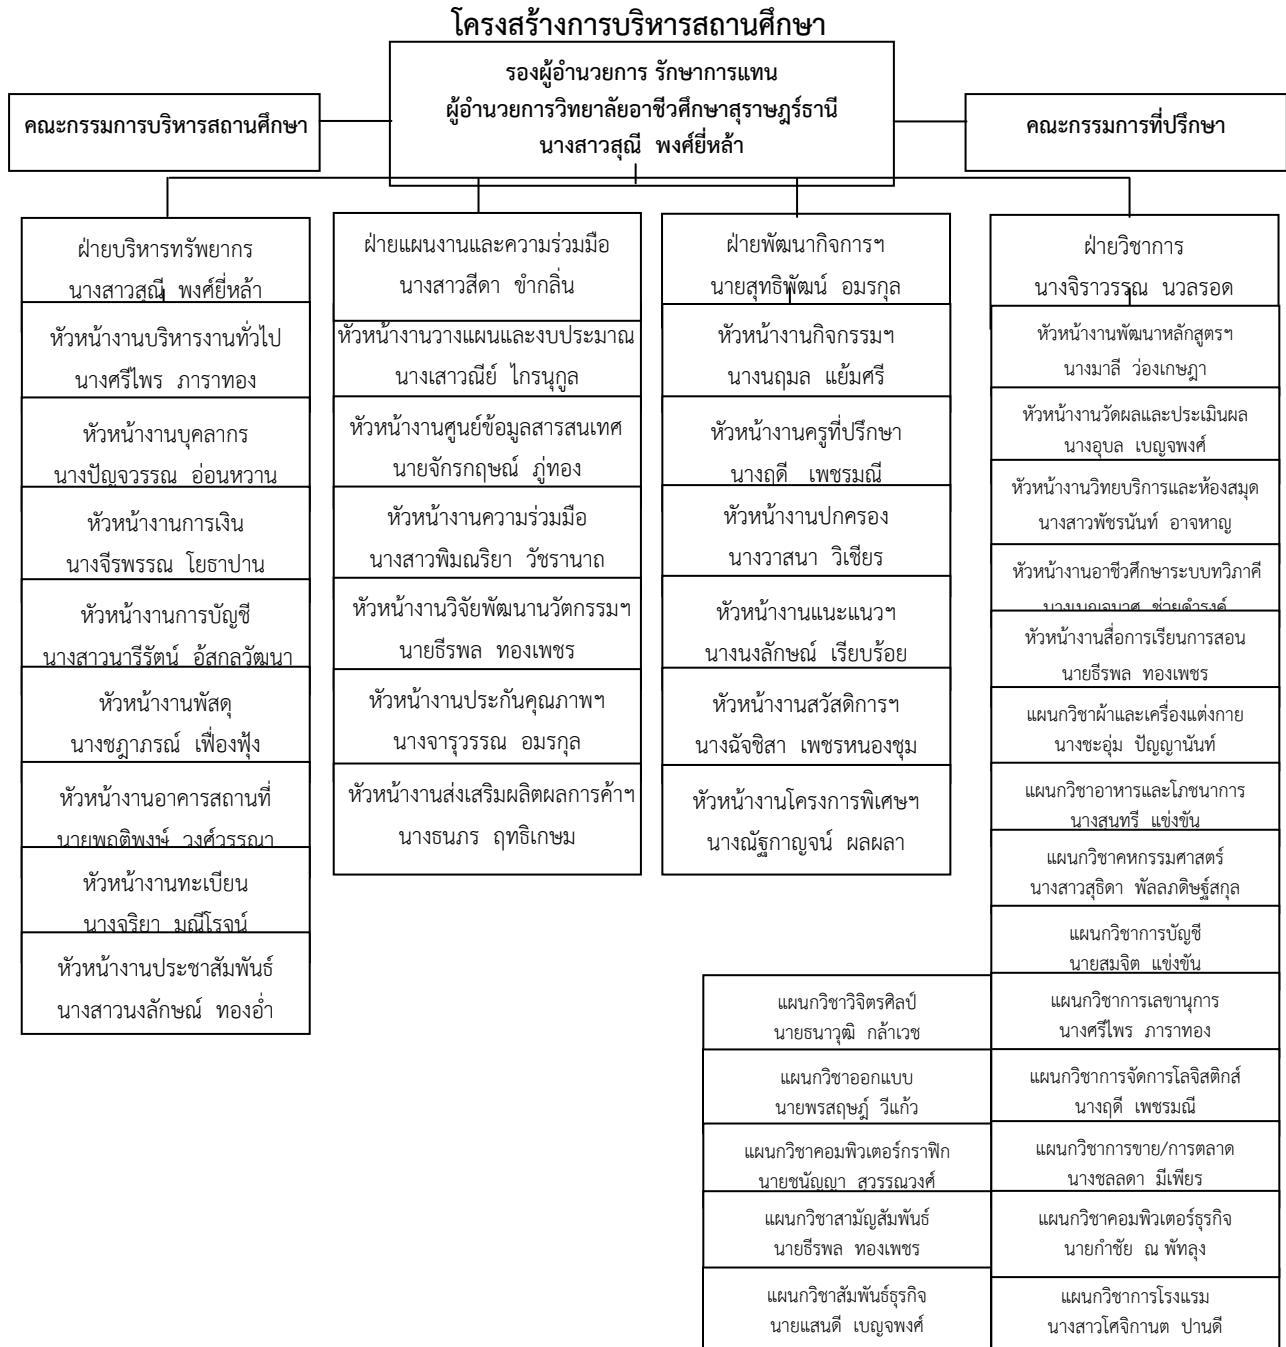 โครงสร้างการบริหารสถานศึกษา
รองผู้อำนวยการ รักษาการแทน
ผู้อำนวยการวิทยาลัยอาชีวศึกษาสุราษฎร์ธานี
นางสาวสุณี พงศ์ยี่หล้า
คณะกรรมการบริหารสถานศึกษา
คณะกรรมการที่ปรึกษา
ฝ่ายบริหารทรัพยากร
นางสาวสุณี พงศ์ยี่หล้า
หัวหน้างานบริหารงานทั่วไป
นางศรีไพร ภาราทอง
หัวหน้างานบุคลากร
นางปัญจวรรณ อ่อนหวาน
หัวหน้างานการเงิน
นางจีรพรรณ โยธาปาน
หัวหน้างานการบัญชี
นางสาวนารีรัตน์ อ้สกลวัฒนา
หัวหน้างานพัสดุ
นางชฎาภรณ์ เฟื่องฟุ้ง
หัวหน้างานอาคารสถานที่
นายพฤติพงษ์ วงศ์วรรณา
หัวหน้างานทะเบียน
นางจริยา มณีโรจน์
หัวหน้างานประชาสัมพันธ์
นางสาวนงลักษณ์ ทองอ่ำ
ฝ่ายแผนงานและความร่วมมือ
นางสาวสีดา ขำกลิ่น
หัวหน้างานวางแผนและงบประมาณ
นางเสาวณีย์ ไกรนุกูล
หัวหน้างานศูนย์ข้อมูลสารสนเทศ
นายจักรกฤษณ์ ภู่ทอง
หัวหน้างานความร่วมมือ
นางสาวพิมณริยา วัชรานาถ
หัวหน้างานวิจัยพัฒนานวัตกรรมฯ
นายธีรพล ทองเพชร
หัวหน้างานประกันคุณภาพฯ
นางจารุวรรณ อมรกุล
หัวหน้างานส่งเสริมผลิตผลการค้าฯ
นางธนภร ฤทธิเกษม
ฝ่ายพัฒนากิจการฯ
นายสุทธิพัฒน์ อมรกุล
หัวหน้างานกิจกรรมฯ
นางนฤมล แย้มศรี
หัวหน้างานครูที่ปรึกษา
นางฤดี เพชรมณี
หัวหน้างานปกครอง
นางวาสนา วิเชียร
หัวหน้างานแนะแนวฯ
นางนงลักษณ์ เรียบร้อย
หัวหน้างานสวัสดิการฯ
นางฉัจชิสา เพชรหนองชุม
หัวหน้างานโครงการพิเศษฯ
นางณัฐกาญจน์ ผลผลา
ฝ่ายวิชาการ
นางจิราวรรณ นวลรอด
หัวหน้างานพัฒนาหลักสูตรฯ
นางมาลี ว่องเกษฎา
หัวหน้างานวัดผลและประเมินผล
นางอุบล เบญจพงศ์
หัวหน้างานวิทยบริการและห้องสมุด
นางสาวพัชรนันท์ อาจหาญ
หัวหน้างานอาชีวศึกษาระบบทวิภาคี
นางเบญจมาศ ช่วยดำรงค์
หัวหน้างานสื่อการเรียนการสอน
นายธีรพล ทองเพชร
แผนกวิชาผ้าและเครื่องแต่งกาย
นางชะอุ่ม ปัญญานันท์
แผนกวิชาอาหารและโภชนาการ
นางสุนทรี แข่งขัน
แผนกวิชาคหกรรมศาสตร์
นางสาวสุธิดา พัลลภดิษฐ์สกุล
แผนกวิชาการบัญชี
นายสมจิต แข่งขัน
แผนกวิชาการเลขานุการ
นางศรีไพร ภาราทอง
แผนกวิชาการจัดการโลจิสติกส์
นางฤดี เพชรมณี
แผนกวิชาการขาย/การตลาด
นางชลลดา มีเพียร
แผนกวิชาคอมพิวเตอร์ธุรกิจ
นายกำชัย ณ พัทลุง
แผนกวิชาการโรงแรม
นางสาวโศจิกานต ปานดี
แผนกวิชาวิจิตรศิลป์
นายธนาวุฒิ กล้าเวช
แผนกวิชาออกแบบ
นายพรสฤษฎ์ วีแก้ว
แผนกวิชาคอมพิวเตอร์กราฟิก
นายชนัญญา สุวรรณวงศ์
แผนกวิชาสามัญสัมพันธ์
นายธีรพล ทองเพชร
แผนกวิชาสัมพันธ์ธุรกิจ
นายแสนดี เบญจพงศ์